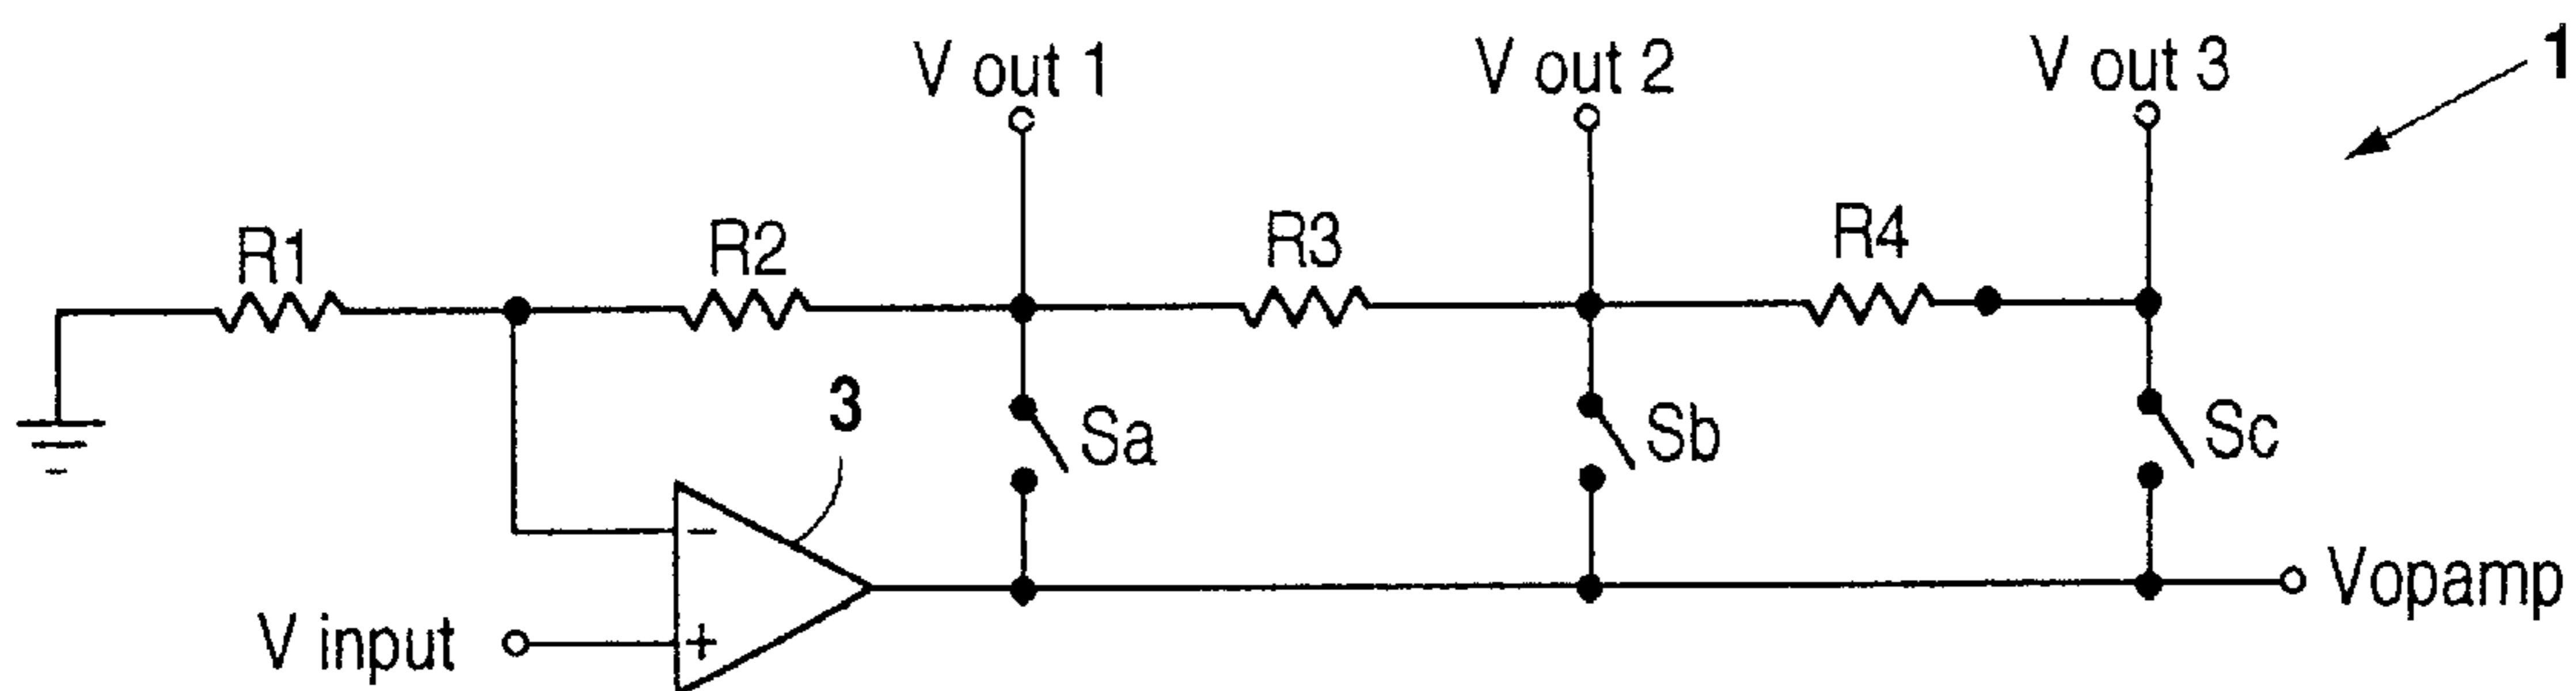 V out 1
V out 2
V out 3
1
R1
R2
R3
R4
3
Sa
Sb
Sc
−
+
V input
Vopamp